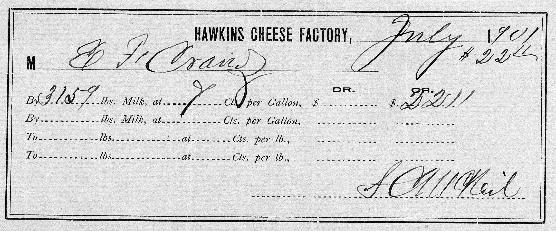 HAWKINS CHEESE FACTORY, July 1901
$ 22 11
M E F Crain
DR. CR.
By 3159 lbs. Milk, at 7 Cts. per Gallon, $ $ 22 11
By lbs. Milk, at Cts. per Gallon,
To lbs. at Cts. per lb.,
To lbs. at Cts. per lb.,
S C McNeil